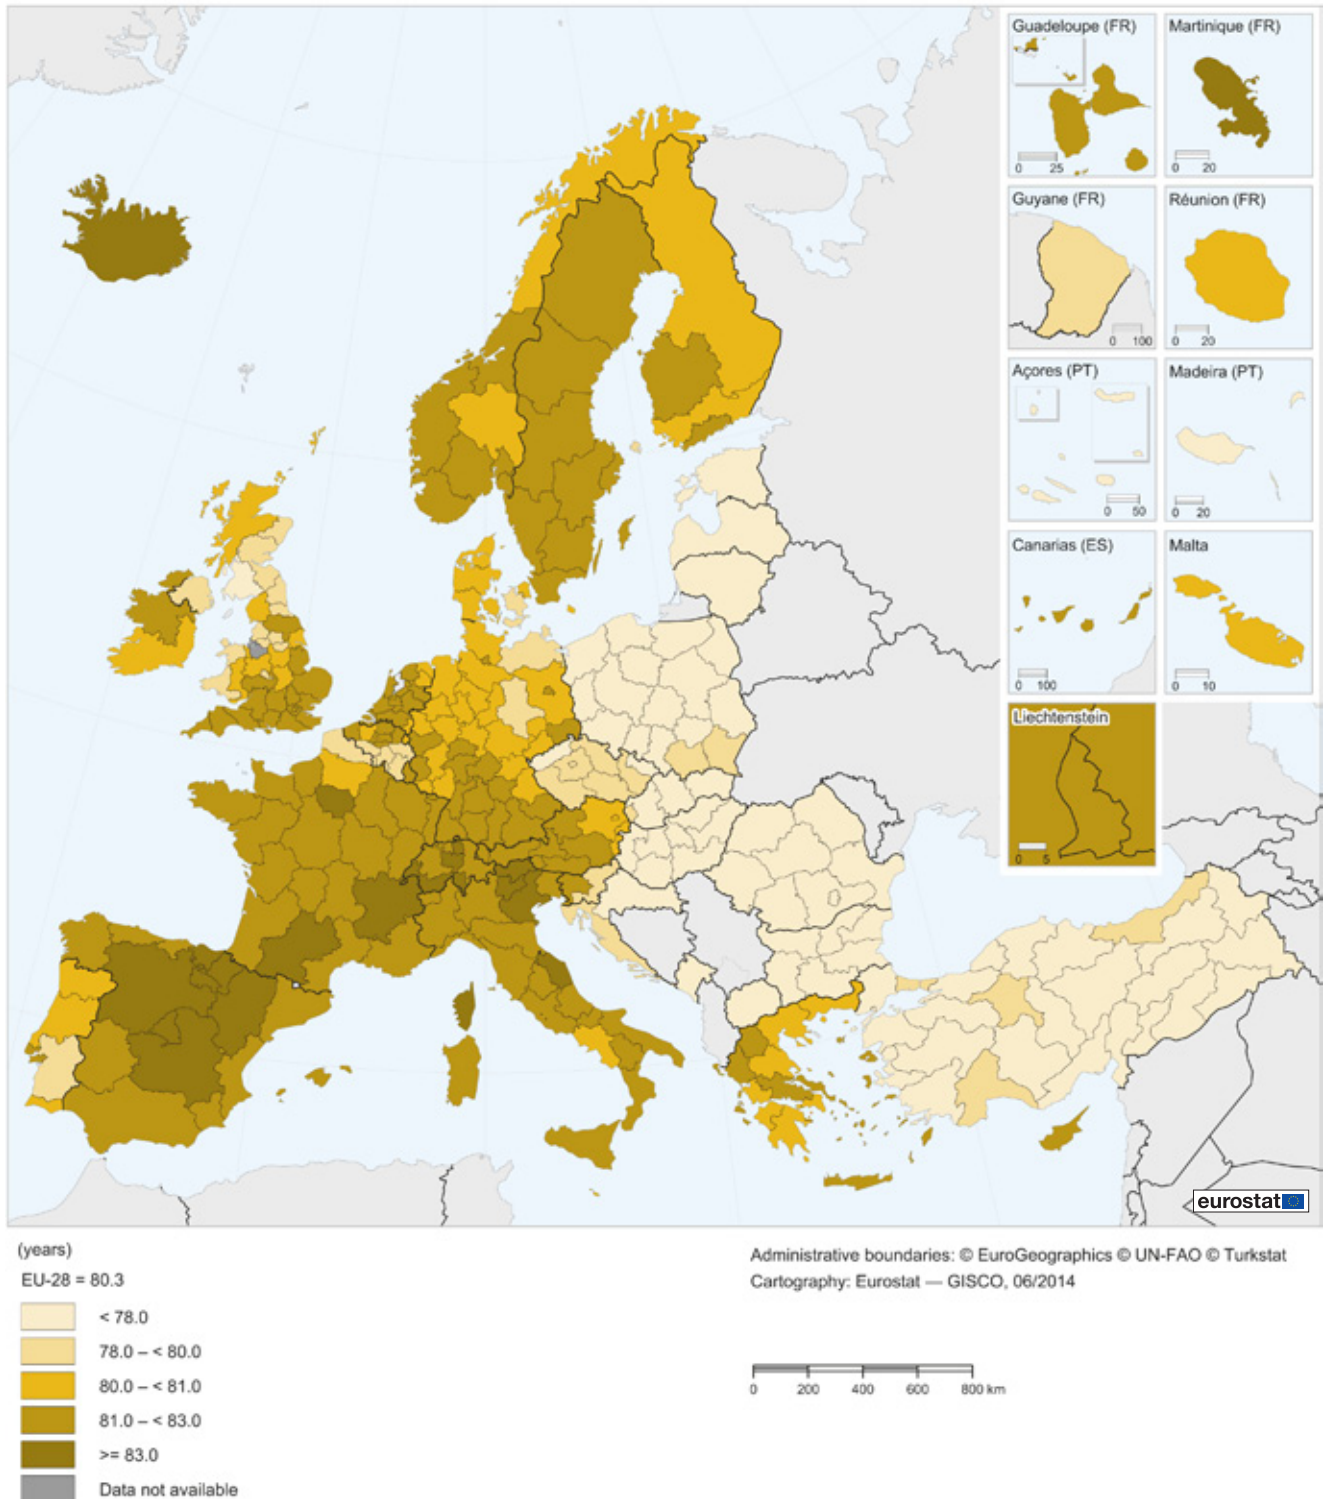 Guadeloupe (FR)
0 25
Martinique (FR)
0 20
Guyane (FR)
0 100
Réunion (FR)
0 20
Açores (PT)
0 50
Madeira (PT)
0 20
Canarias (ES)
0 100
Malta
0 10
Liechtenstein
0 5
eurostat
(years)
EU-28 = 80.3
< 78.0
78.0 – < 80.0
80.0 – < 81.0
81.0 – < 83.0
>= 83.0
Data not available
Administrative boundaries: © EuroGeographics © UN-FAO © Turkstat
Cartography: Eurostat — GISCO, 06/2014
0 200 400 600 800 km